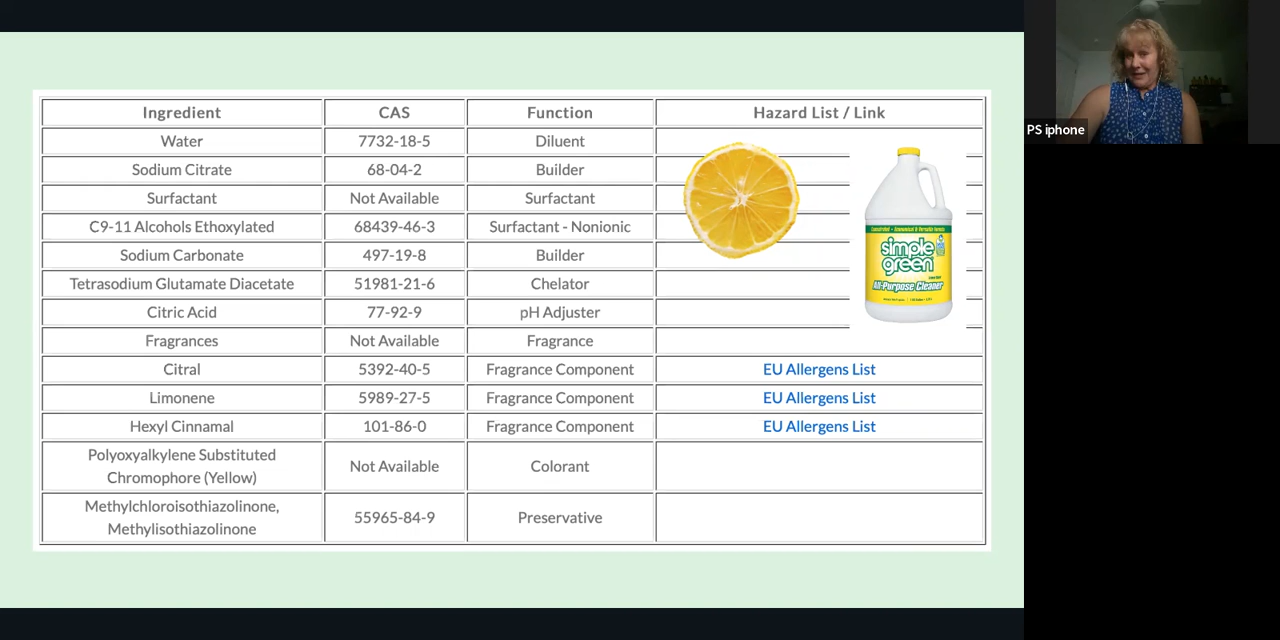 Ingredient CAS Function Hazard List / Link
Water 7732-18-5 Diluent
Sodium Citrate 68-04-2 Builder
Surfactant Not Available Surfactant
C9-11 Alcohols Ethoxylated 68439-46-3 Surfactant - Nonionic
Sodium Carbonate 497-19-8 Builder
Tetrasodium Glutamate Diacetate 51981-21-6 Chelator
Citric Acid 77-92-9 pH Adjuster
Fragrances Not Available Fragrance
Citral 5392-40-5 Fragrance Component EU Allergens List
Limonene 5989-27-5 Fragrance Component EU Allergens List
Hexyl Cinnamal 101-86-0 Fragrance Component EU Allergens List
Polyoxyalkylene Substituted
Chromophore (Yellow) Not Available Colorant
Methylchloroisothiazolinone,
Methylisothiazolinone 55965-84-9 Preservative
simple
green
All-Purpose Cleaner
PS iphone